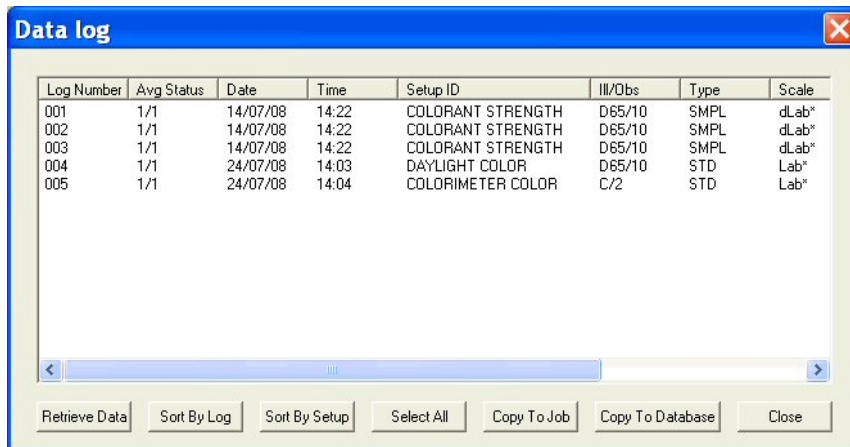 Data log
Log Number Avg Status Date Time Setup ID Ill/Obs Type Scale
001 1/1 14/07/08 14:22 COLORANT STRENGTH D65/10 SMPL dLab*
002 1/1 14/07/08 14:22 COLORANT STRENGTH D65/10 SMPL dLab*
003 1/1 14/07/08 14:22 COLORANT STRENGTH D65/10 SMPL dLab*
004 1/1 24/07/08 14:03 DAYLIGHT COLOR D65/10 STD Lab*
005 1/1 24/07/08 14:04 COLORIMETER COLOR C/2 STD Lab*
Retrieve Data Sort By Log Sort By Setup Select All Copy To Job Copy To Database Close